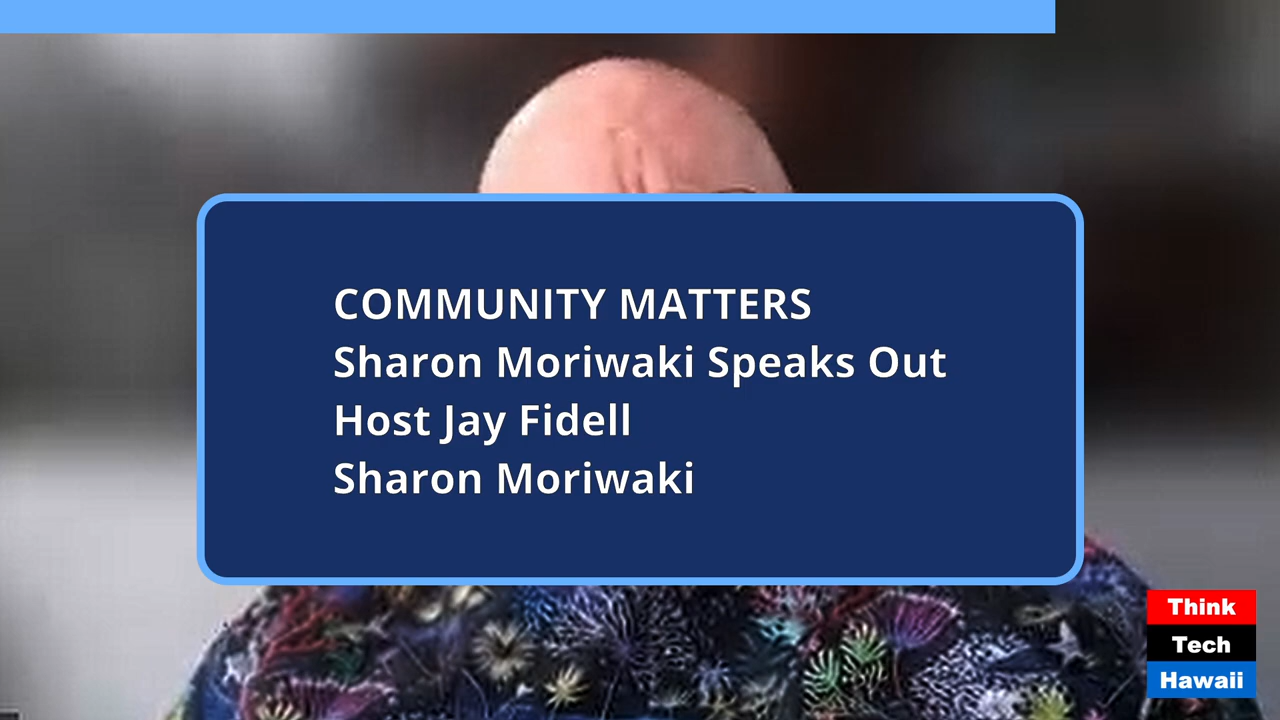 COMMUNITY MATTERS
Sharon Moriwaki Speaks Out
Host Jay Fidell
Sharon Moriwaki
Think
Tech
Hawaii